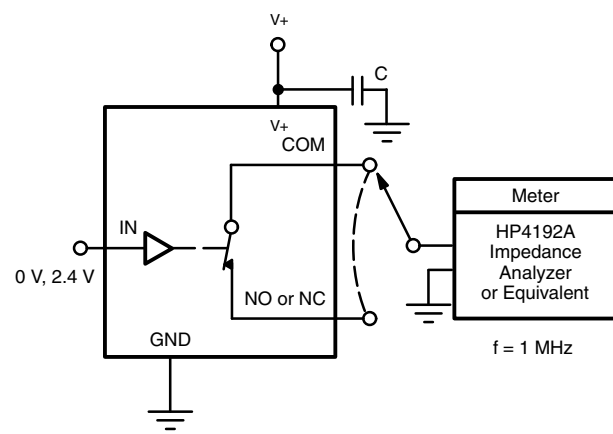 V+
C
V+
COM
Meter
IN
HP4192A
Impedance
Analyzer
or Equivalent
0 V, 2.4 V
NO or NC
GND
f = 1 MHz